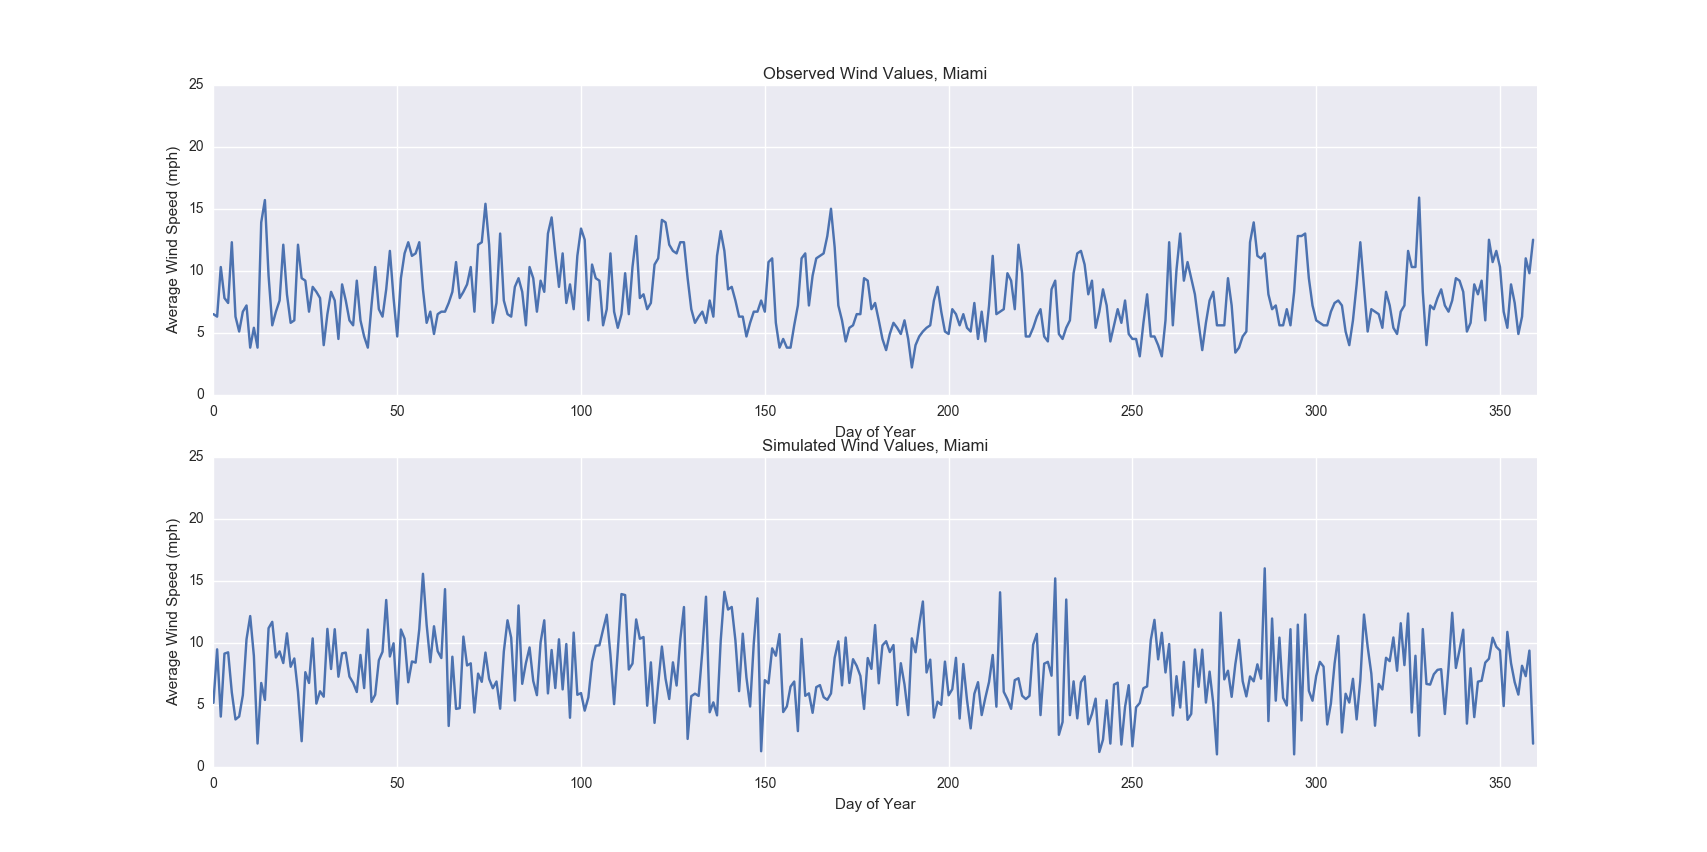 Observed Wind Values, Miami
25
20
15
10
5
0
Average Wind Speed (mph)
0 50 100 150 200 250 300 350
Day of Year
Simulated Wind Values, Miami
25
20
15
10
5
0
Average Wind Speed (mph)
0 50 100 150 200 250 300 350
Day of Year